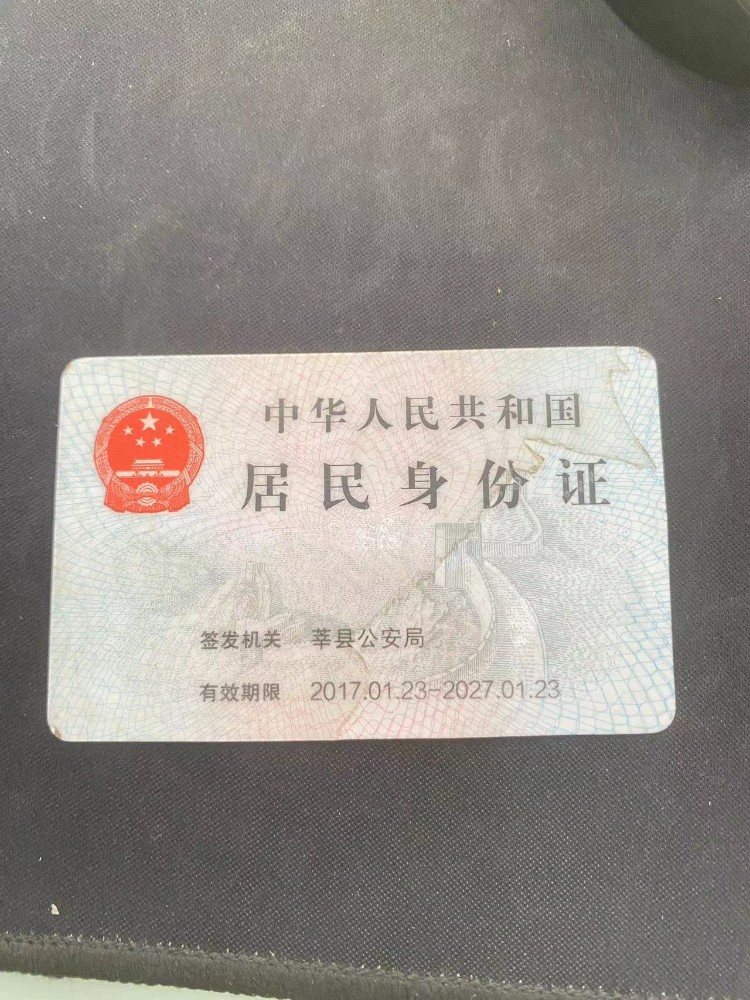 中华人民共和国
居民身份证
签发机关 莘县公安局
有效期限 2017.01.23-2027.01.23